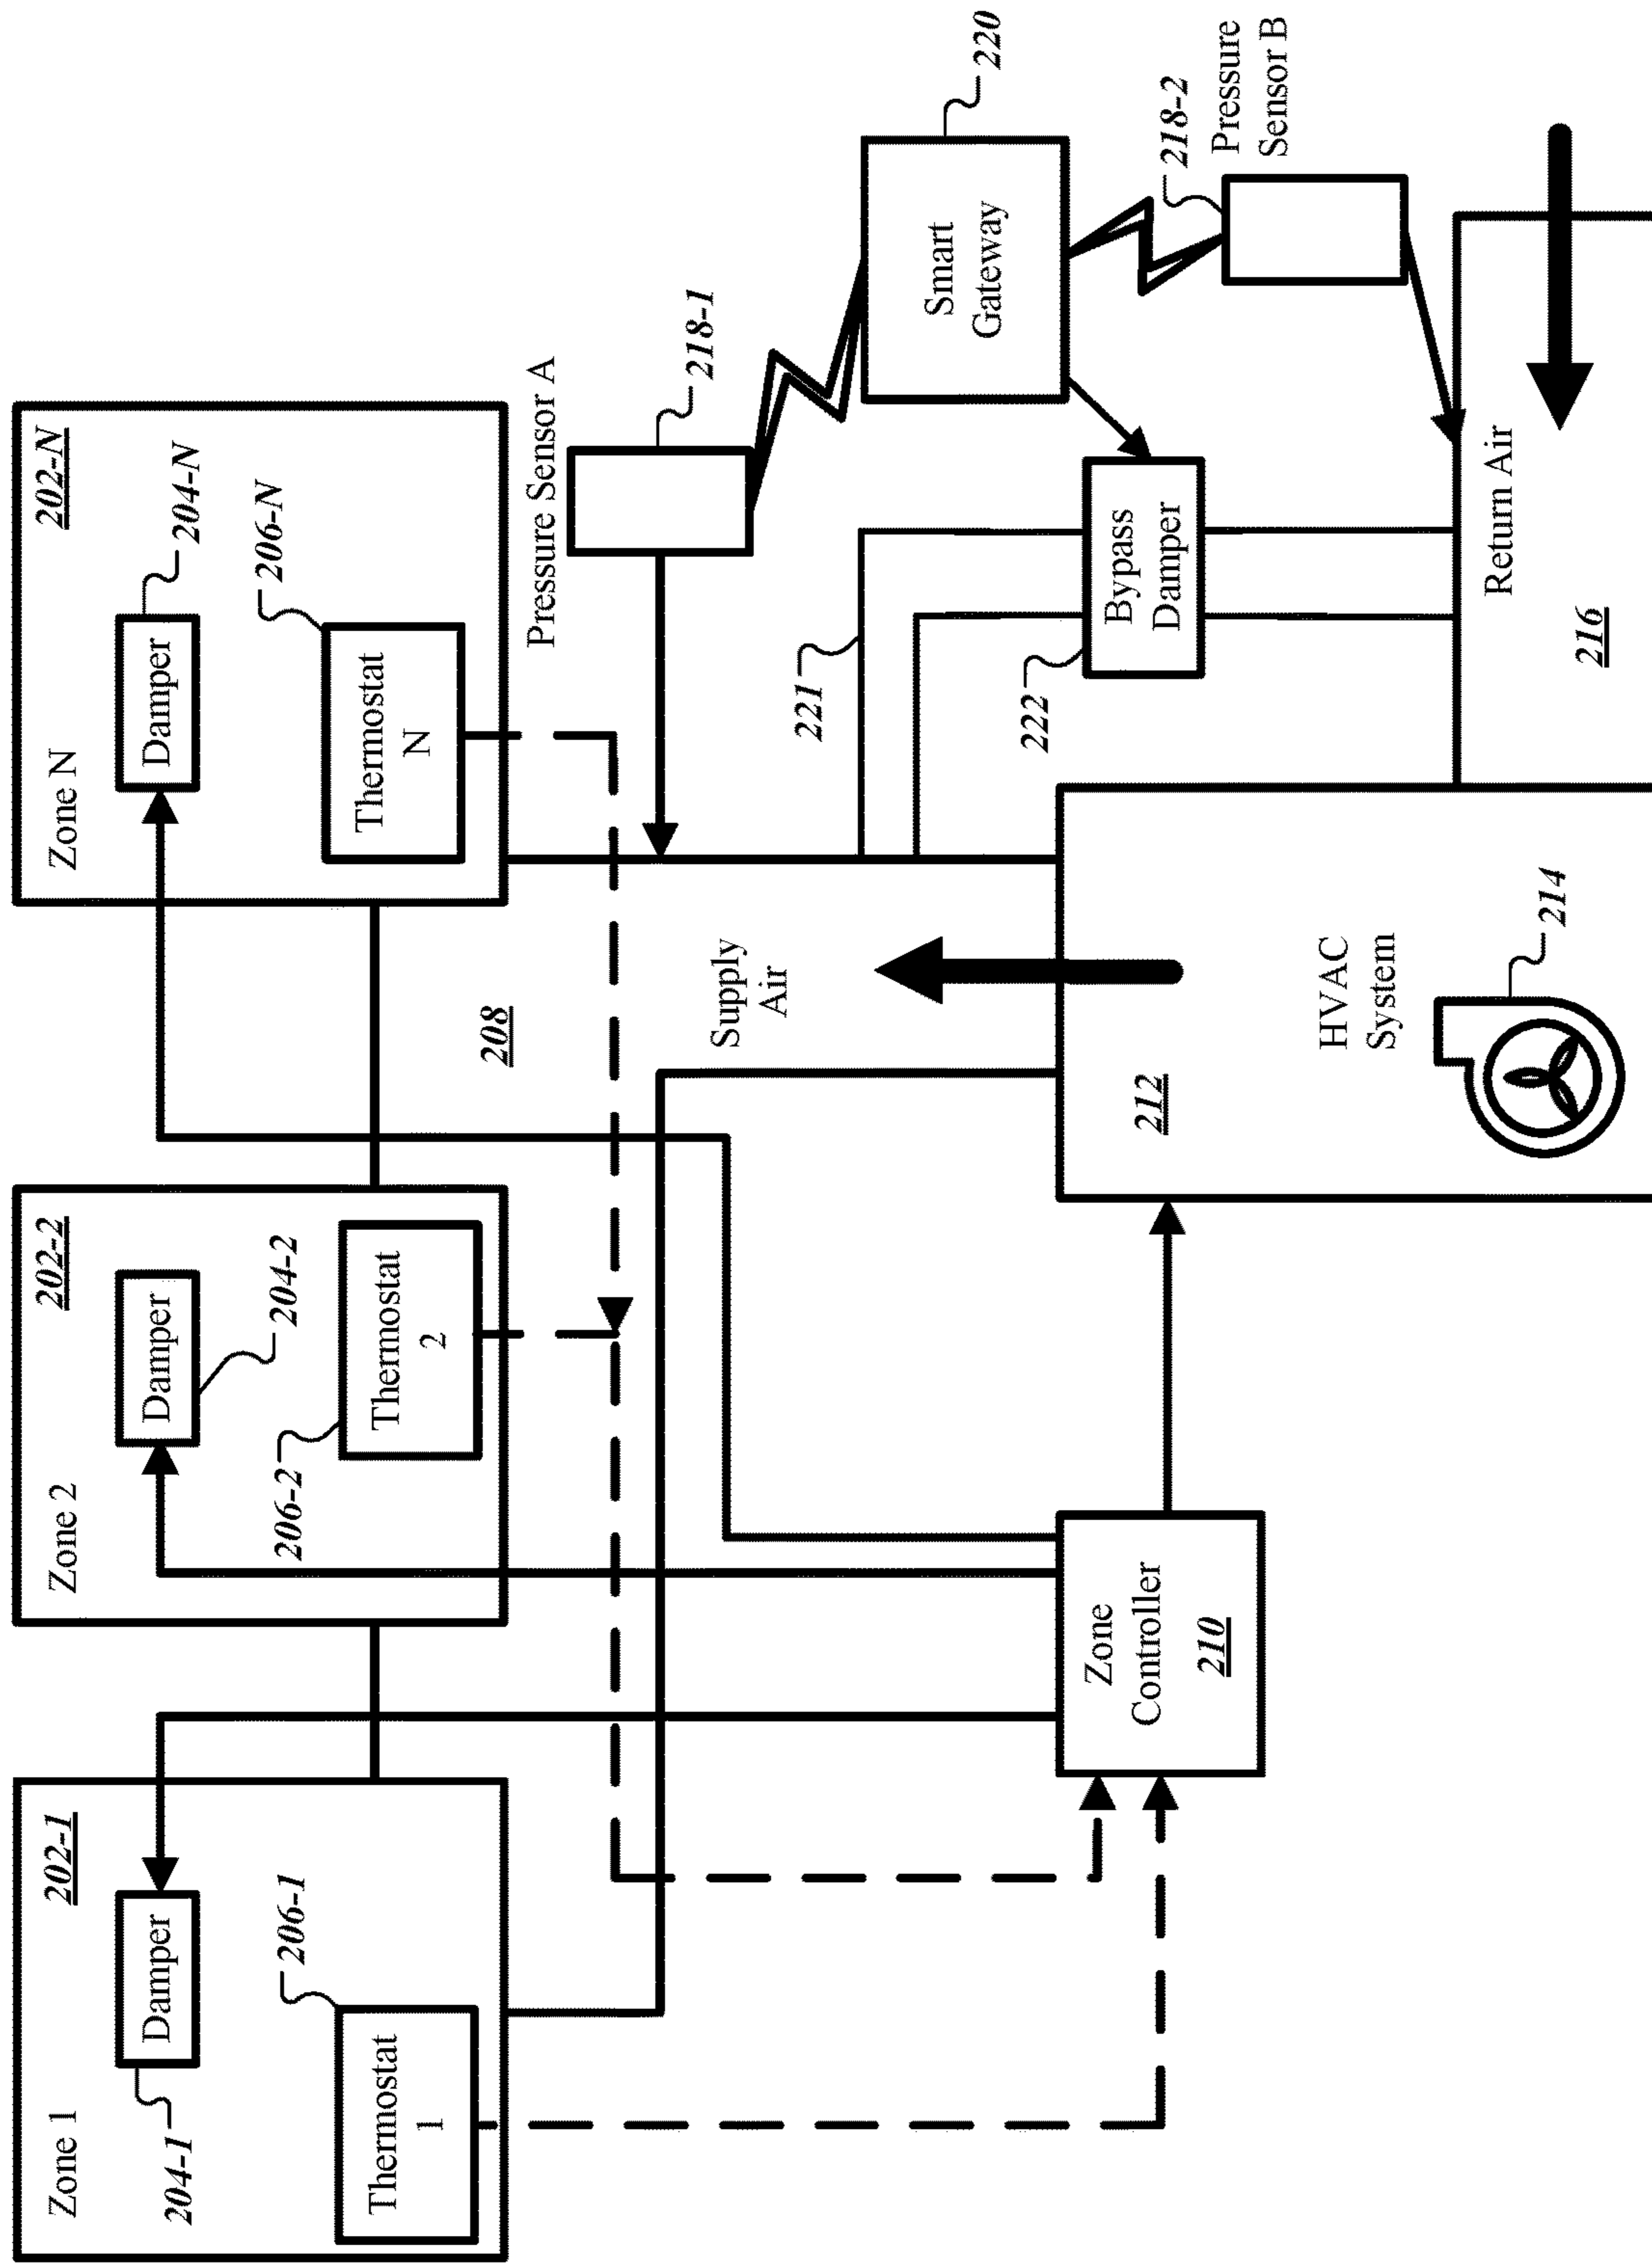 Zone 1
202-1
Damper
204-1
206-1
Thermostat
1
Zone 2
202-2
Damper
204-2
206-2
Thermostat
2
Zone N
202-N
Damper
204-N
206-N
Thermostat
N
208
Supply
Air
Pressure Sensor A
218-1
220
Smart
Gateway
218-2
Pressure
Sensor B
221
222
Bypass
Damper
Zone
Controller
210
212
HVAC
System
214
Return Air
216